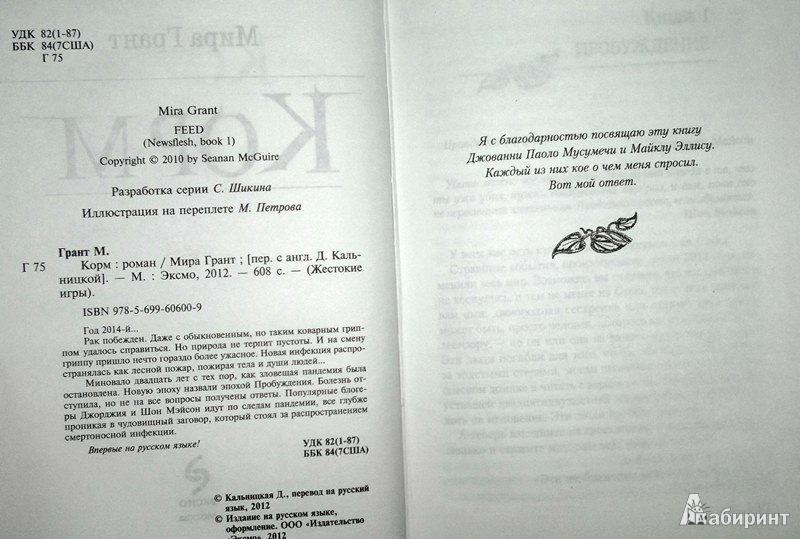 УДК 82(1-87)
ББК 84(7США)
Г 75
Мира Грант
Корм
Mira Grant
FEED
(Newsflesh, book 1)
Copyright © 2010 by Seanan McGuire
Разработка серии С. Шикина
Иллюстрация на переплете М. Петрова
Грант М.
Г 75 Корм : роман / Мира Грант ; [пер. с англ. Д. Каль-
ницкой]. — М. : Эксмо, 2012. — 608 с. — (Жестокие
игры).
ISBN 978-5-699-60600-9
Год 2014-й...
Рак побежден. Даже с обыкновенным, но таким коварным грип-
пом удалось справиться. Но природа не терпит пустоты. И на смену
гриппу пришло нечто гораздо более ужасное. Новая инфекция распро-
странялась как лесной пожар, пожирая тела и души людей...
Миновало двадцать лет с тех пор, как зловещая пандемия была
остановлена. Новую эпоху назвали эпохой Пробуждения. Болезнь от-
ступила, но не на все вопросы получены ответы. Популярные блоге-
ры Джорджия и Шон Мэйсон идут по следам пандемии, все глубже
проникая в чудовищный заговор, который стоял за распространением
смертоносной инфекции.
Впервые на русском языке!
УДК 82(1-87)
ББК 84(7США)
© Кальницкая Д., перевод на русский
язык, 2012
© Издание на русском языке,
оформление. ООО «Издательство
«Эксмо», 2012
Я с благодарностью посвящаю эту книгу
Джованни Паоло Мусумечи и Майклу Эллису.
Каждый из них кое о чем меня спросил.
Вот мой ответ.
Лабиринт